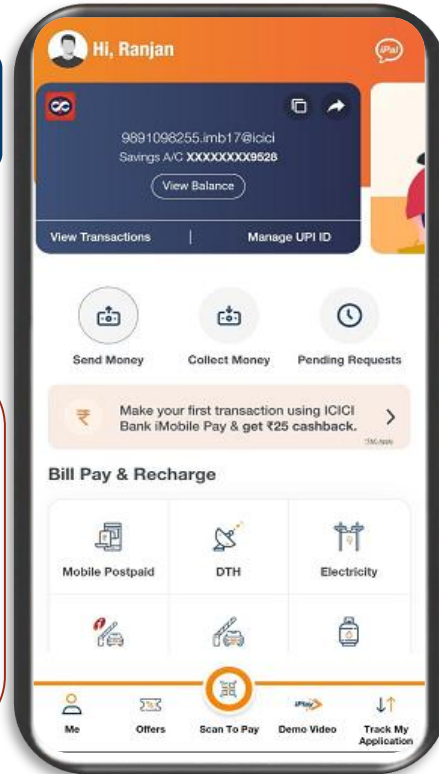 Hi, Ranjan
iPal
9891098255.imb17@icici
Savings A/C XXXXXXXX9528
View Balance
View Transactions | Manage UPI ID
Send Money Collect Money Pending Requests
Make your first transaction using ICICI
Bank iMobile Pay & get ₹25 cashback.
Bill Pay & Recharge
Mobile Postpaid DTH Electricity
Me Offers Scan To Pay Demo Video Track My
Application